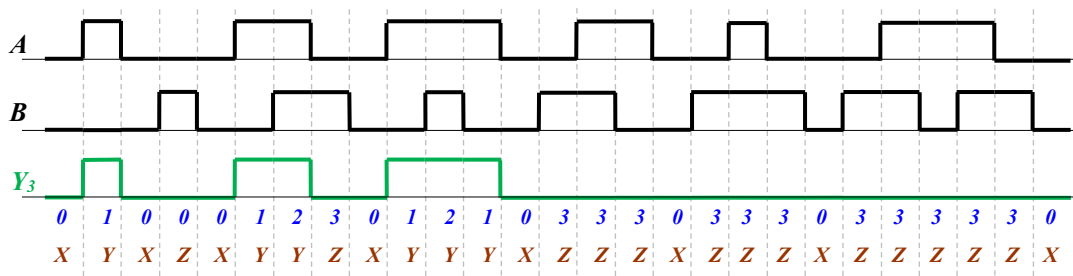 A
B
Y3
0 1 0 0 0 1 2 3 0 1 2 1 0 3 3 3 0 3 3 3 0 3 3 3 3 3 0
X Y X Z X Y Y Z X Y Y Y X Z Z Z X Z Z Z X Z Z Z Z Z X